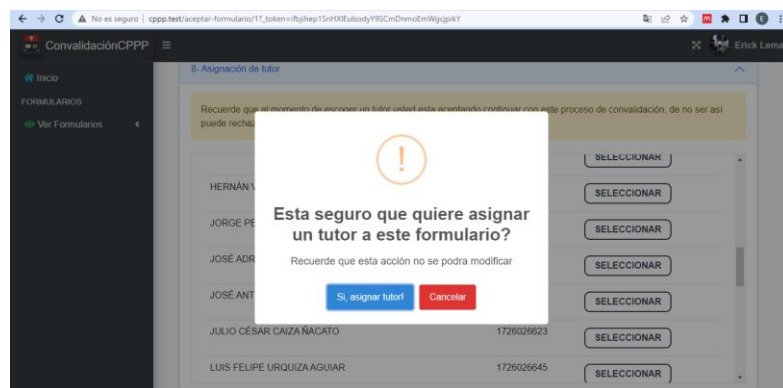 No es seguro | cppp.test/aceptar-formulario/1?_token=
ConvalidaciónCPPP
Erick Lema
Inicio
8- Asignación de tutor
FORMULARIOS
Ver Formularios
Recuerde que al momento de escoger un tutor usted esta aceptando continuar con este proceso de convalidación, de no ser así
puede
SELECCIONAR
HERNÁN
SELECCIONAR
JORGE PE
SELECCIONAR
JOSÉ ADR
SELECCIONAR
JOSÉ ANT
SELECCIONAR
Esta seguro que quiere asignar
un tutor a este formulario?
Recuerde que esta acción no se podra modificar
Si, asignar tutor!
Cancelar
JULIO CÉSAR CAIZA ÑACATO 1726026623 SELECCIONAR
LUIS FELIPE URQUIZA AGUIAR 1726026645 SELECCIONAR